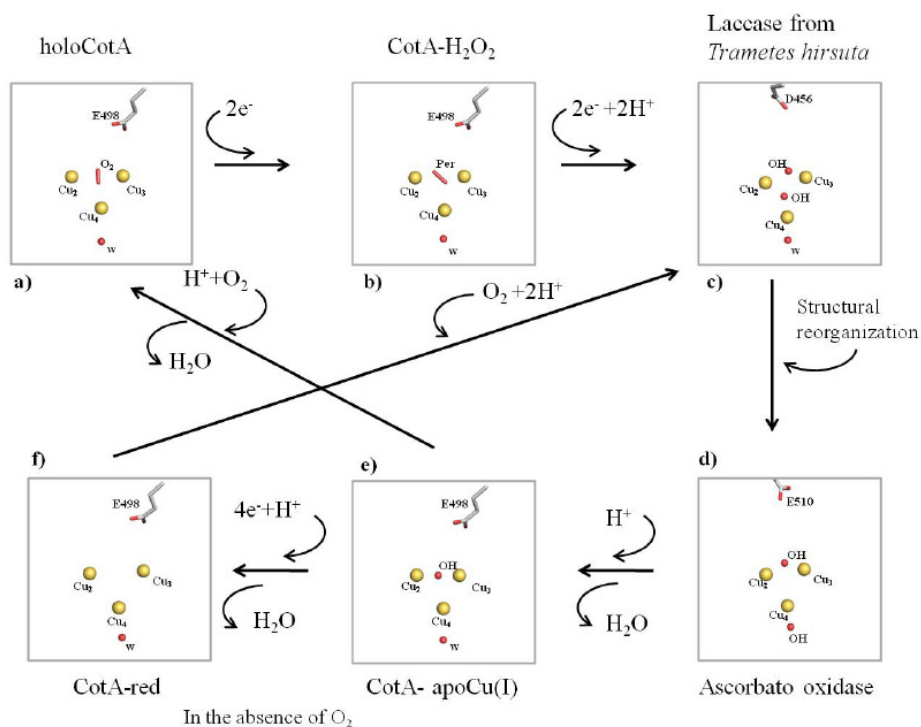 holoCotA
CotA-H₂O₂
Laccase from
Trametes hirsuta
E498
O₂
Cu₂
Cu₃
Cu₄
w
a)
2e⁻
E498
Per
Cu₂
Cu₃
Cu₄
w
b)
2e⁻ +2H⁺
D456
OH
Cu₃
Cu₂
OH
Cu₄
w
c)
H⁺+O₂
H₂O
O₂ +2H⁺
Structural
reorganization
f)
E498
Cu₂
Cu₃
Cu₄
w
CotA-red
4e⁻+H⁺
H₂O
e)
E498
OH
Cu₂
Cu₃
Cu₄
w
CotA- apoCu(I)
H⁺
H₂O
d)
E510
OH
Cu₂
Cu₃
Cu₄
OH
Ascorbato oxidase
In the absence of O₂